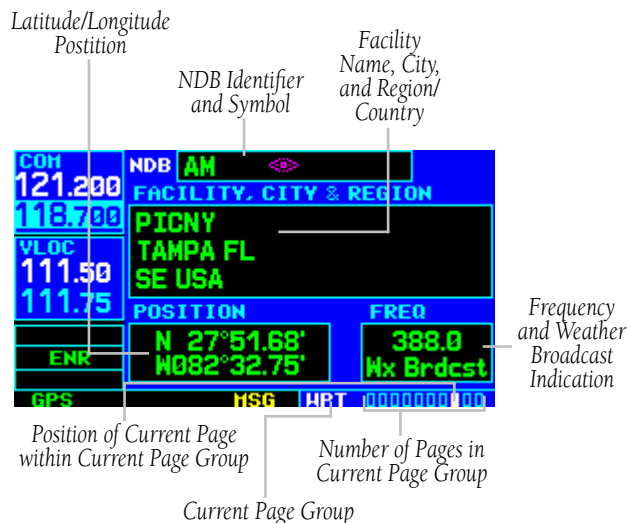 Latitude/Longitude
Postition
NDB Identifier
and Symbol
Facility
Name, City,
and Region/
Country
COM
121.200
118.700
VLOC
111.50
111.75
ENR
GPS
NDB AM
FACILITY, CITY & REGION
PICNY
TAMPA FL
SE USA
POSITION
N 27°51.68'
W082°32.75'
FREQ
388.0
Wx Brdcst
MSG
WPT
Frequency
and Weather
Broadcast
Indication
Position of Current Page
within Current Page Group
Number of Pages in
Current Page Group
Current Page Group